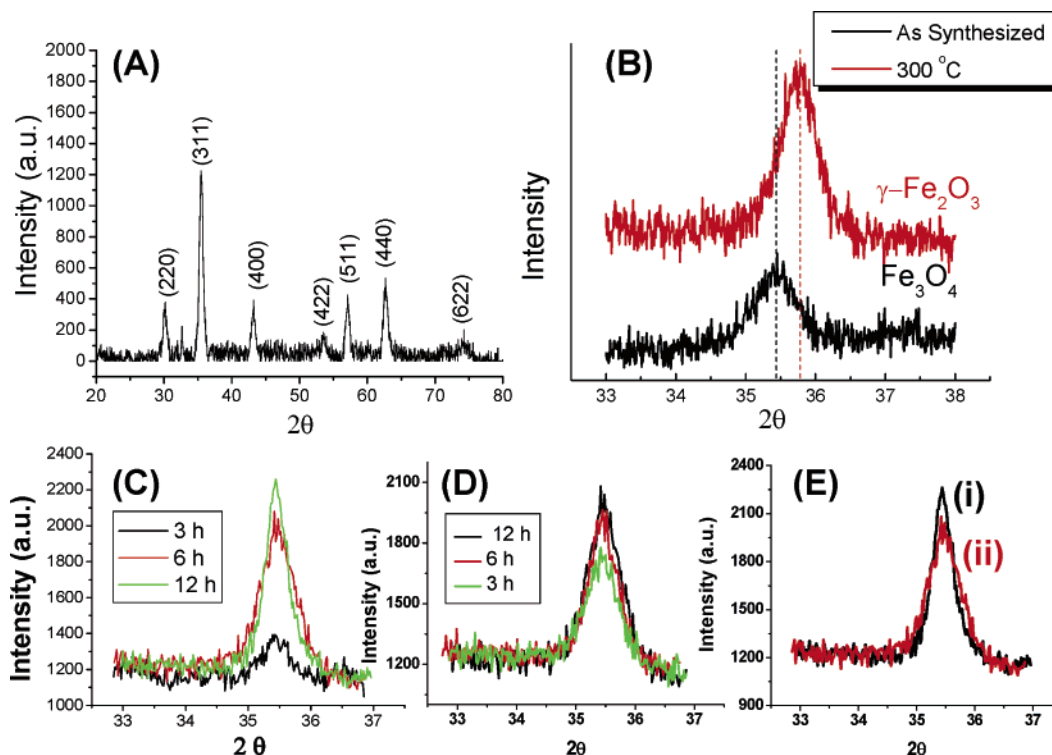 (A)
Intensity (a.u.)
2000
1800
1600
1400
1200
1000
800
600
400
200
0
(220)
(311)
(400)
(422)
(511)
(440)
(622)
20 30 40 50 60 70 80
2θ
(B)
As Synthesized
300 °C
Intensity
γ–Fe₂O₃
Fe₃O₄
33 34 35 36 37 38
2θ
(C)
Intensity (a.u.)
2400
2200
2000
1800
1600
1400
1200
1000
3 h
6 h
12 h
33 34 35 36 37
2 θ
(D)
Intensity (a.u.)
2100
1800
1500
1200
12 h
6 h
3 h
33 34 35 36 37
2θ
(E)
Intensity (a.u.)
2400
2100
1800
1500
1200
900
(i)
(ii)
33 34 35 36 37
2θ